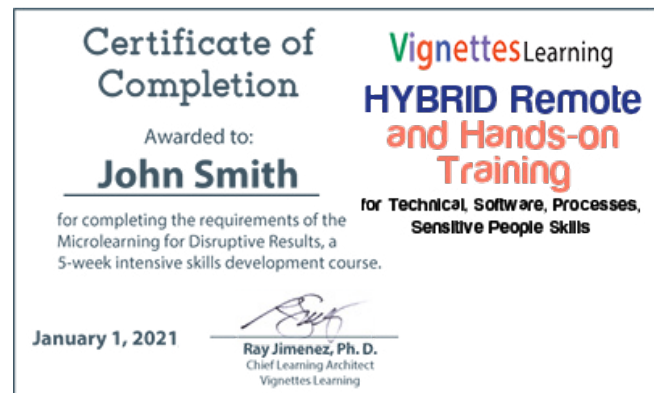 Certificate of
Completion
Awarded to:
John Smith
for completing the requirements of the
Microlearning for Disruptive Results, a
5-week intensive skills development course.
January 1, 2021
Ray Jimenez, Ph. D.
Chief Learning Architect
Vignettes Learning
Vignettes Learning
HYBRID Remote
and Hands-on
Training
for Technical, Software, Processes,
Sensitive People Skills